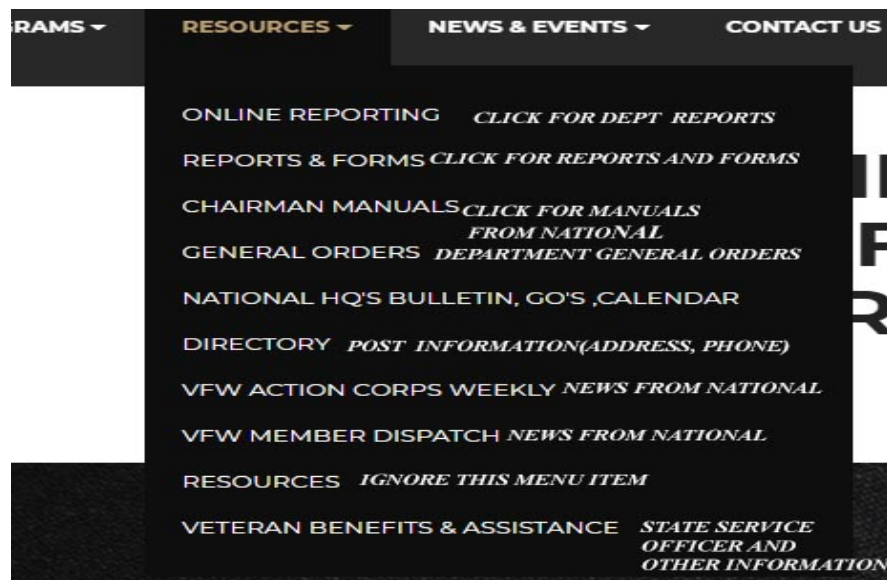 RAMS RESOURCES NEWS & EVENTS CONTACT US
ONLINE REPORTING CLICK FOR DEPT REPORTS
REPORTS & FORMS CLICK FOR REPORTS AND FORMS
CHAIRMAN MANUALS CLICK FOR MANUALS
FROM NATIONAL
GENERAL ORDERS DEPARTMENT GENERAL ORDERS
NATIONAL HQ'S BULLETIN, GO'S ,CALENDAR
DIRECTORY POST INFORMATION(ADDRESS, PHONE)
VFW ACTION CORPS WEEKLY NEWS FROM NATIONAL
VFW MEMBER DISPATCH NEWS FROM NATIONAL
RESOURCES IGNORE THIS MENU ITEM
VETERAN BENEFITS & ASSISTANCE STATE SERVICE
OFFICER AND
OTHER INFORMATION